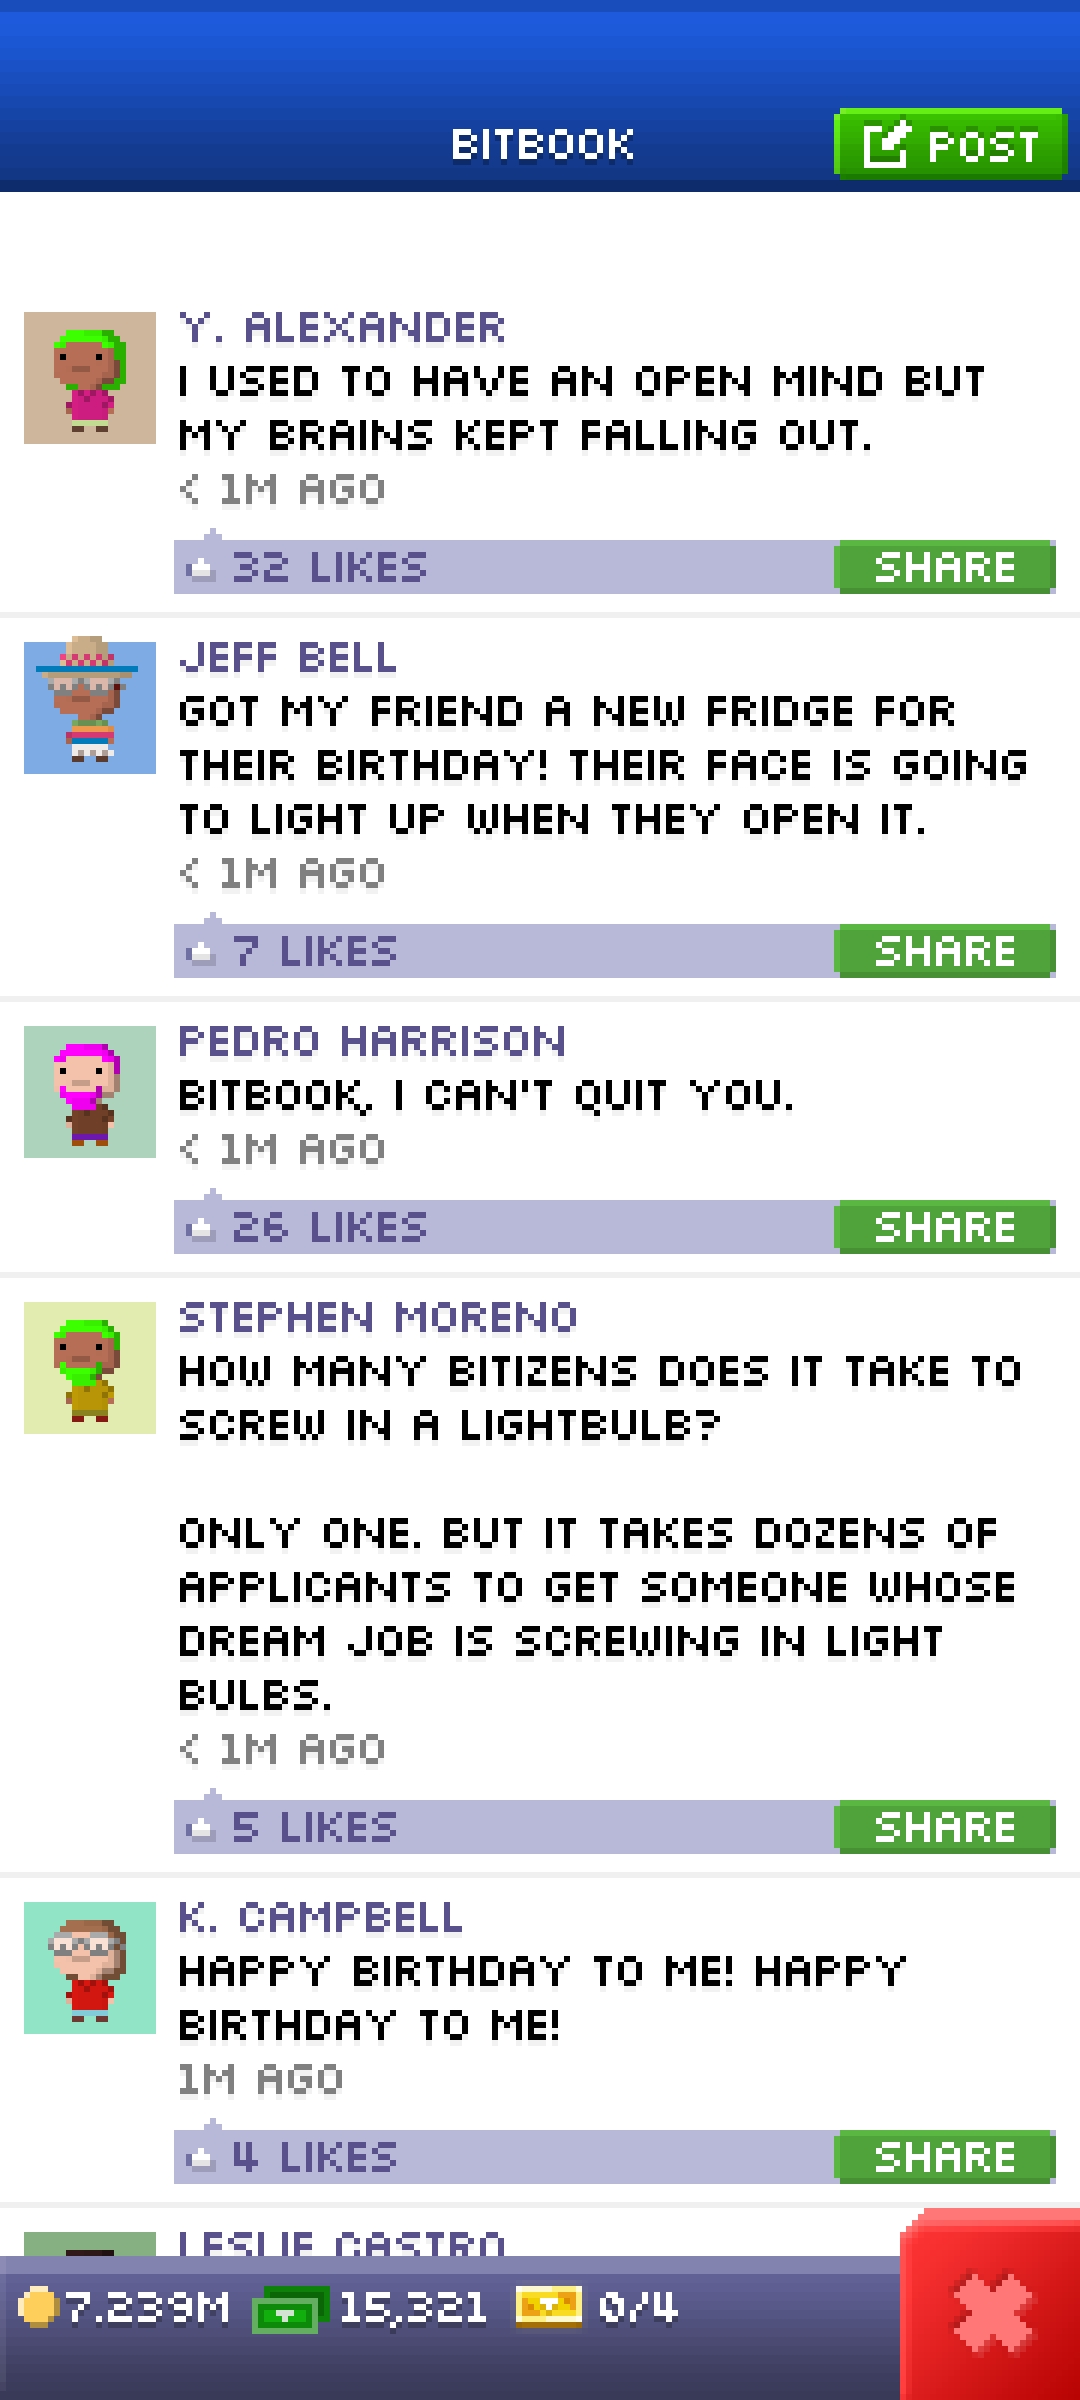 BITBOOK
POST
Y. ALEXANDER
I USED TO HAVE AN OPEN MIND BUT
MY BRAINS KEPT FALLING OUT.
< 1M AGO
32 LIKES
SHARE
JEFF BELL
GOT MY FRIEND A NEW FRIDGE FOR
THEIR BIRTHDAY! THEIR FACE IS GOING
TO LIGHT UP WHEN THEY OPEN IT.
< 1M AGO
7 LIKES
SHARE
PEDRO HARRISON
BITBOOK, I CAN'T QUIT YOU.
< 1M AGO
26 LIKES
SHARE
STEPHEN MORENO
HOW MANY BITIZENS DOES IT TAKE TO
SCREW IN A LIGHTBULB?
ONLY ONE. BUT IT TAKES DOZENS OF
APPLICANTS TO GET SOMEONE WHOSE
DREAM JOB IS SCREWING IN LIGHT
BULBS.
< 1M AGO
5 LIKES
SHARE
K. CAMPBELL
HAPPY BIRTHDAY TO ME! HAPPY
BIRTHDAY TO ME!
1M AGO
4 LIKES
SHARE
LESLIE CASTRO
7.239M
15,321
0/4